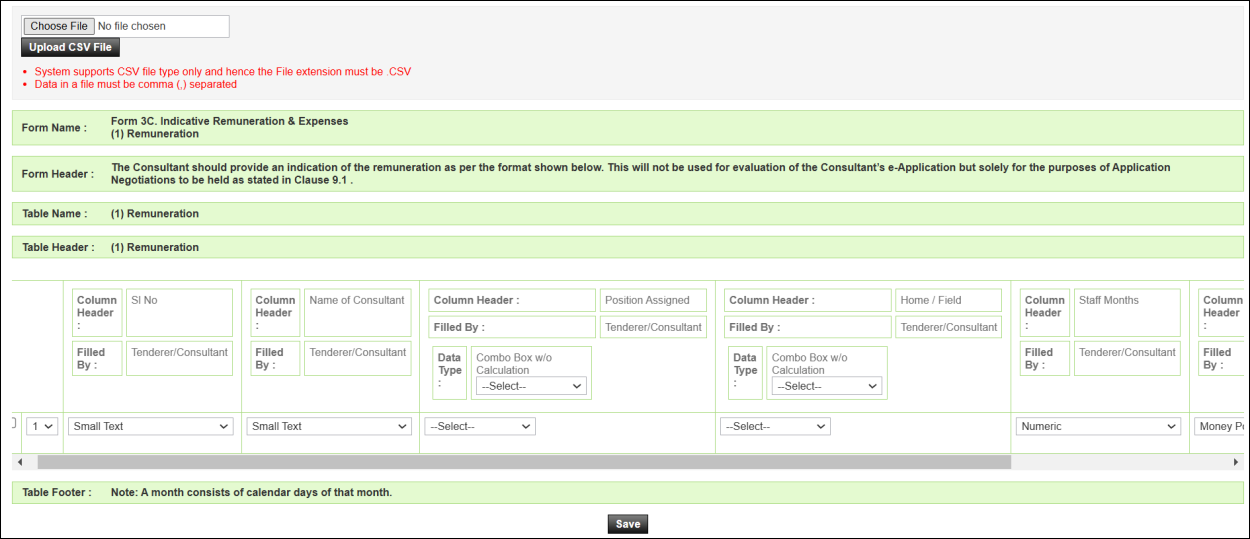 Choose File No file chosen
Upload CSV File
• System supports CSV file type only and hence the File extension must be .CSV
• Data in a file must be comma (,) separated
Form Name : Form 3C. Indicative Remuneration & Expenses
(1) Remuneration
Form Header : The Consultant should provide an indication of the remuneration as per the format shown below. This will not be used for evaluation of the Consultant's e-Application but solely for the purposes of Application
Negotiations to be held as stated in Clause 9.1 .
Table Name : (1) Remuneration
Table Header : (1) Remuneration
Column Header : Sl No
Filled By : Tenderer/Consultant
Column Header : Name of Consultant
Filled By : Tenderer/Consultant
Column Header : Position Assigned
Filled By : Tenderer/Consultant
Data Type : Combo Box w/o Calculation
--Select--
Column Header : Home / Field
Filled By : Tenderer/Consultant
Data Type : Combo Box w/o Calculation
--Select--
Column Header : Staff Months
Filled By : Tenderer/Consultant
Column Header :
Filled By :
1 Small Text Small Text --Select-- --Select-- Numeric Money
Table Footer : Note: A month consists of calendar days of that month.
Save